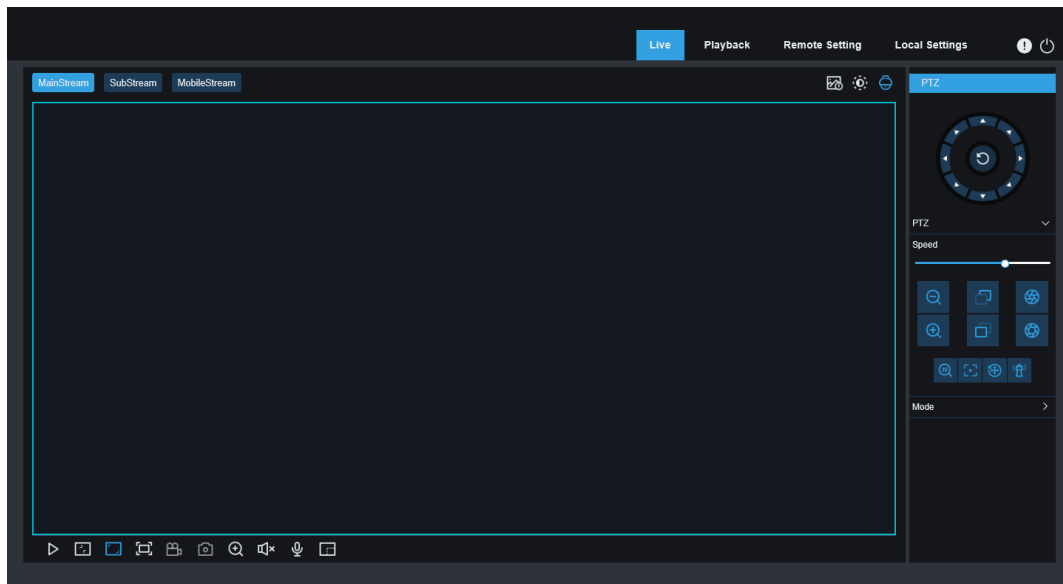 Live Playback Remote Setting Local Settings
MainStream SubStream MobileStream
PTZ
PTZ
Speed
Mode